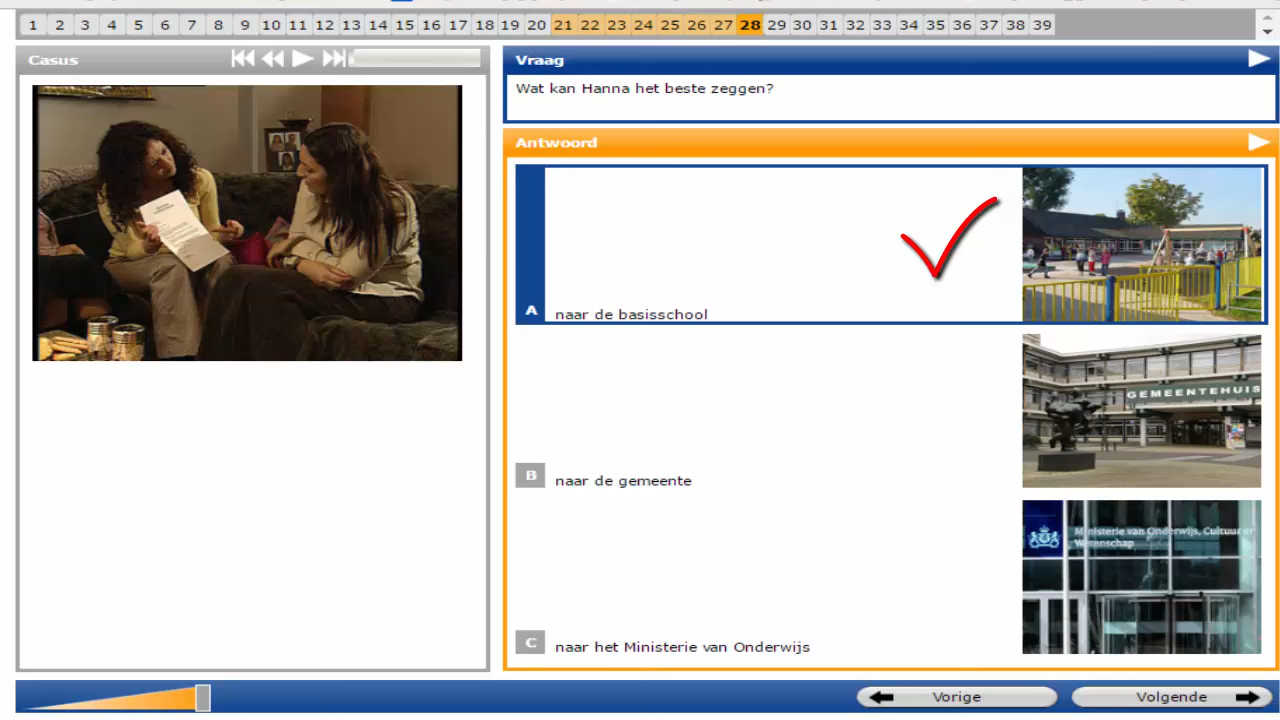 1 2 3 4 5 6 7 8 9 10 11 12 13 14 15 16 17 18 19 20 21 22 23 24 25 26 27 28 29 30 31 32 33 34 35 36 37 38 39
Casus
Vraag
Wat kan Hanna het beste zeggen?
Antwoord
A naar de basisschool
GEMEENTEHUIS
B naar de gemeente
Ministerie van Onderwijs, Cultuur en
Wetenschap
C naar het Ministerie van Onderwijs
Vorige
Volgende